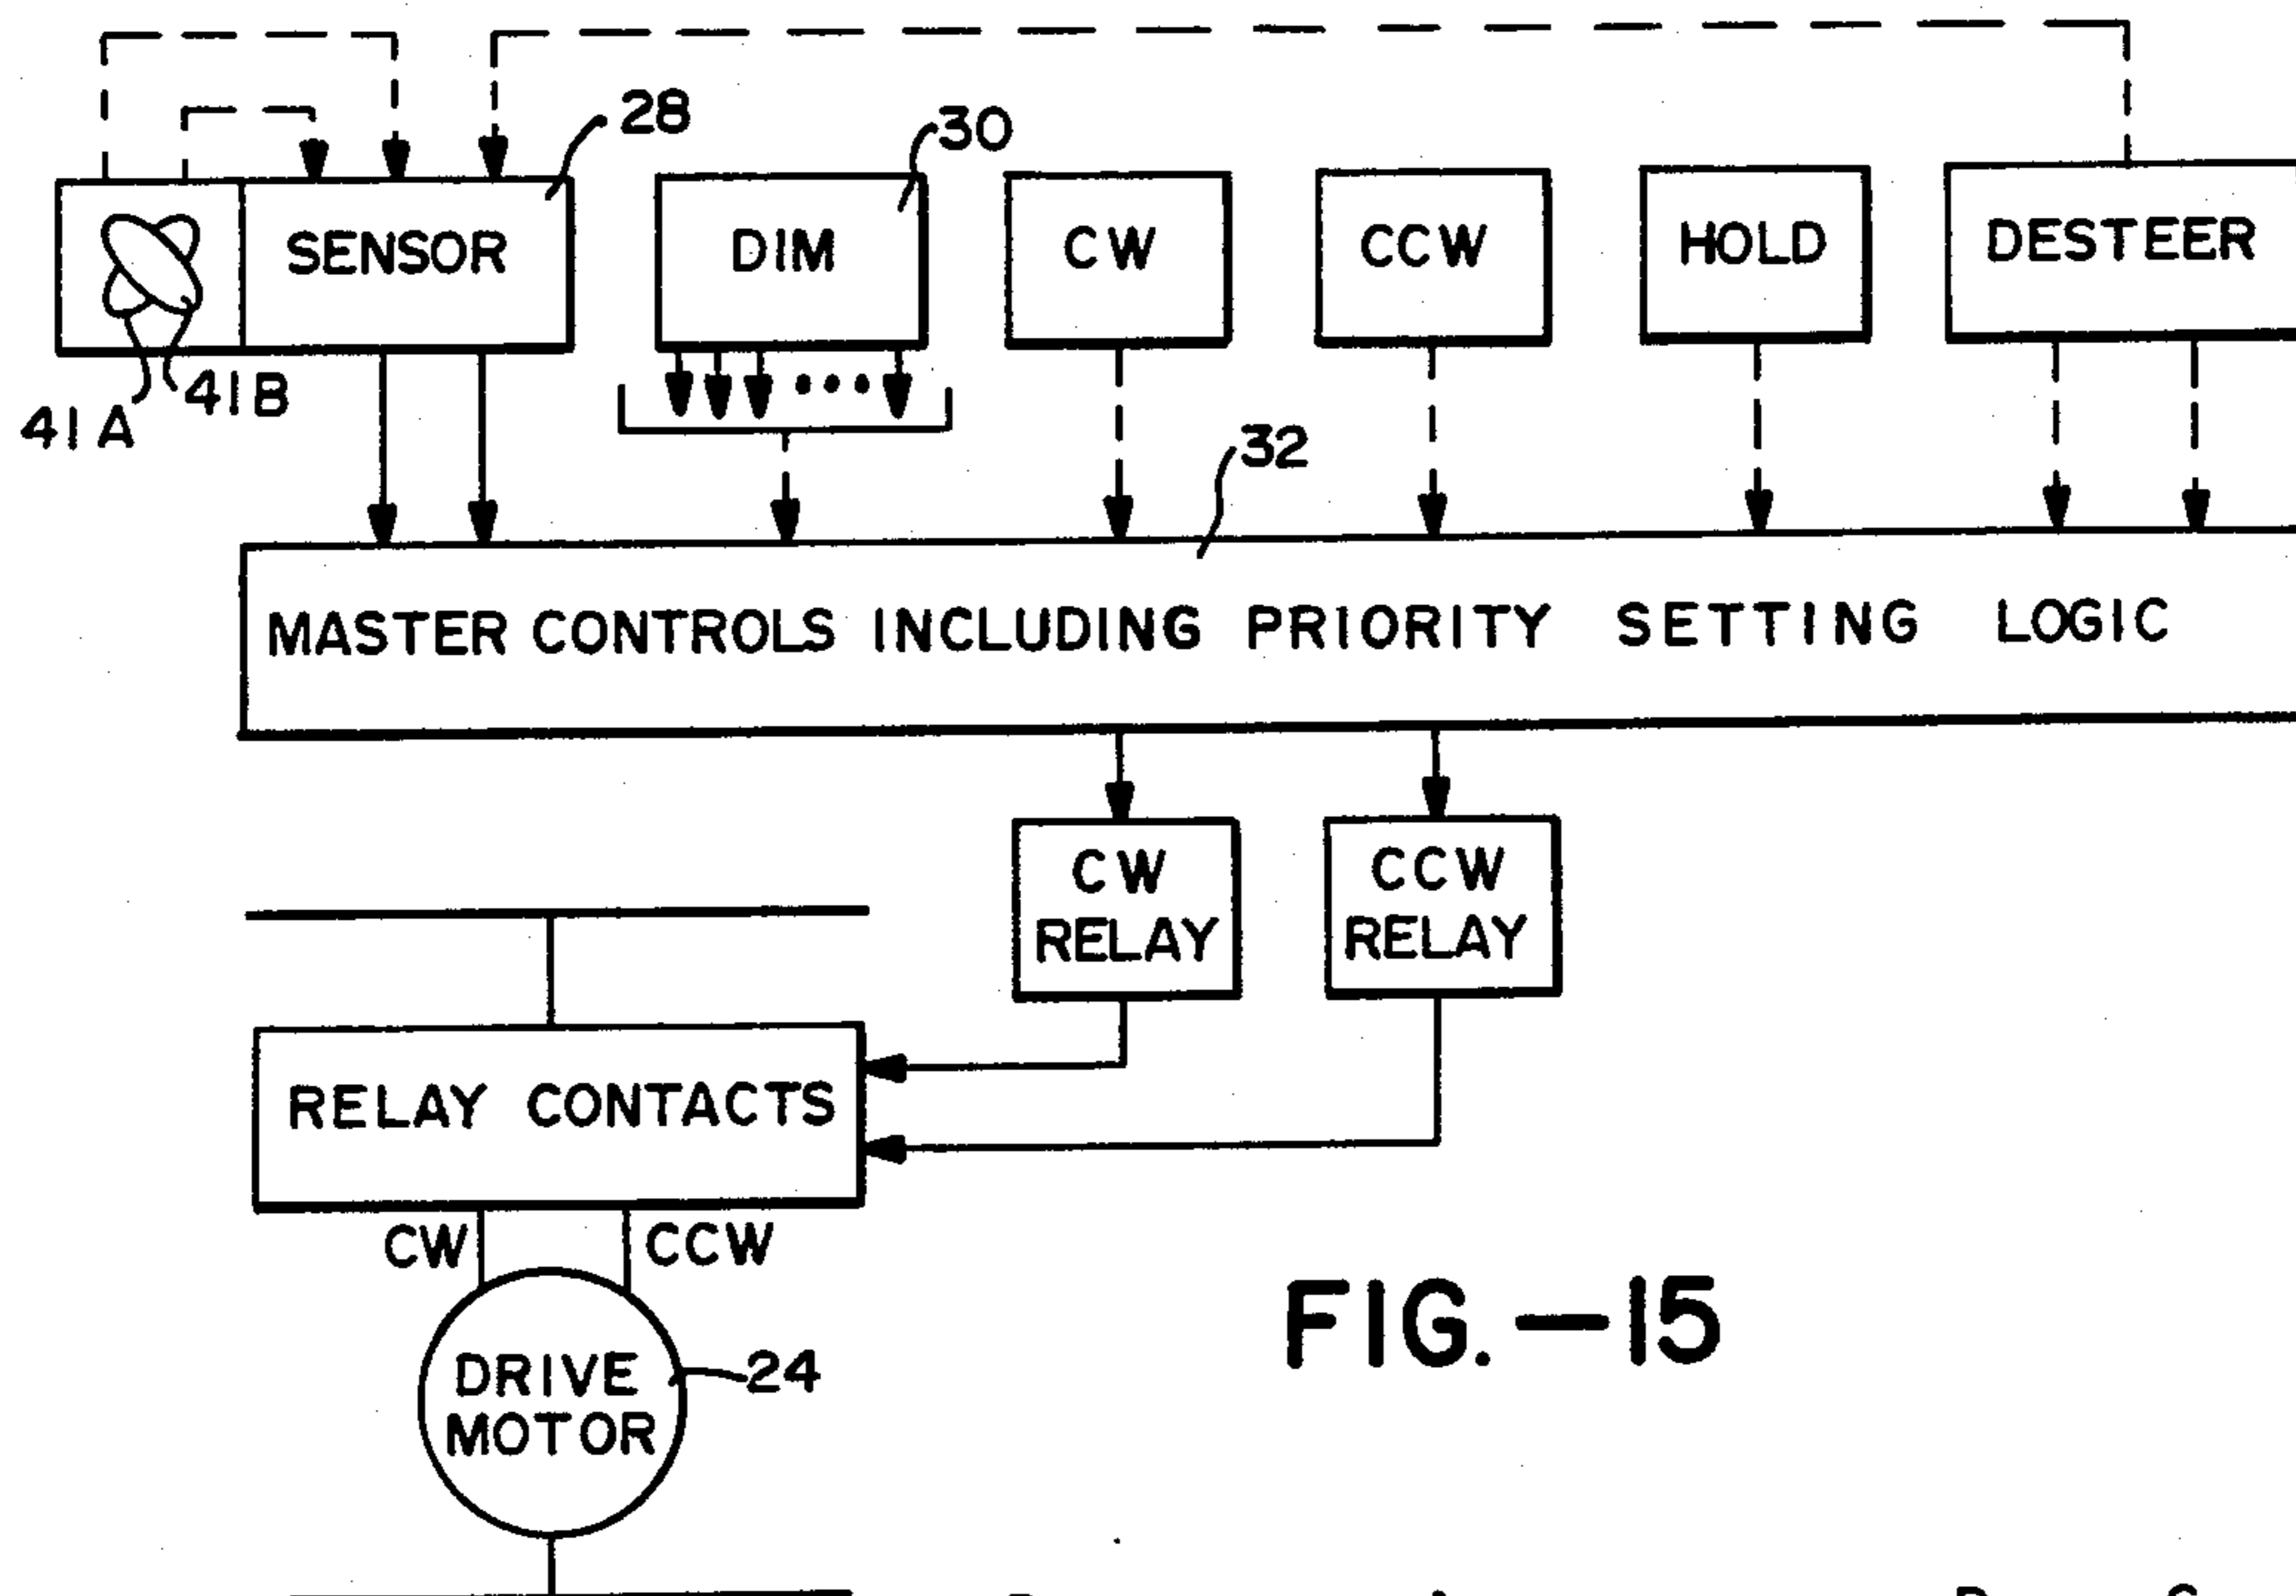 28
30
SENSOR
DIM
CW
CCW
HOLD
DESTEER
41A
41B
32
MASTER CONTROLS INCLUDING PRIORITY SETTING LOGIC
CW
RELAY
CCW
RELAY
RELAY CONTACTS
CW
CCW
DRIVE
MOTOR
24
FIG.-15